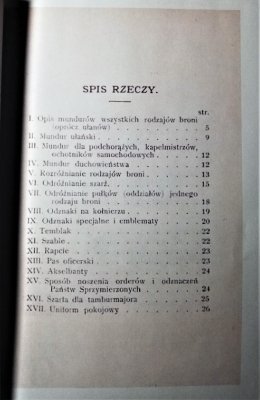 SPIS RZECZY.
str.
I. Opis mundurów wszystkich rodzajów broni
(oprócz ułanów) . . . . . . . . 5
II. Mundur ułański . . . . . . . . . 9
III. Mundur dla podchorążych, kapelmistrzów,
ochotników samochodowych . . . . . 12
IV. Mundur duchowieństwa . . . . . . . 12
V. Rozróżnianie rodzajów broni . . . . . 13
VI. Odróżnianie szarż . . . . . . . . 15
VII. Odróżnianie pułków (oddziałów) jednego
rodzaju broni . . . . . . . . . 18
VIII. Odznaki na kołnierzu . . . . . . . 19
IX. Odznaki specjalne i emblematy . . . . 20
X. Temblak . . . . . . . . . . . 22
XI. Szabie . . . . . . . . . . . 22
XII. Rapcie . . . . . . . . . . . 23
XIII. Pas oficerski . . . . . . . . . 23
XIV. Akselbanty . . . . . . . . . . 24
XV. Sposób noszenia orderów i odznaczeń
Państw Sprzymierzonych . . . . . . 24
XVI. Szarfa dla tamburmajora . . . . . . 25
XVII. Uniform pokojowy . . . . . . . . 26